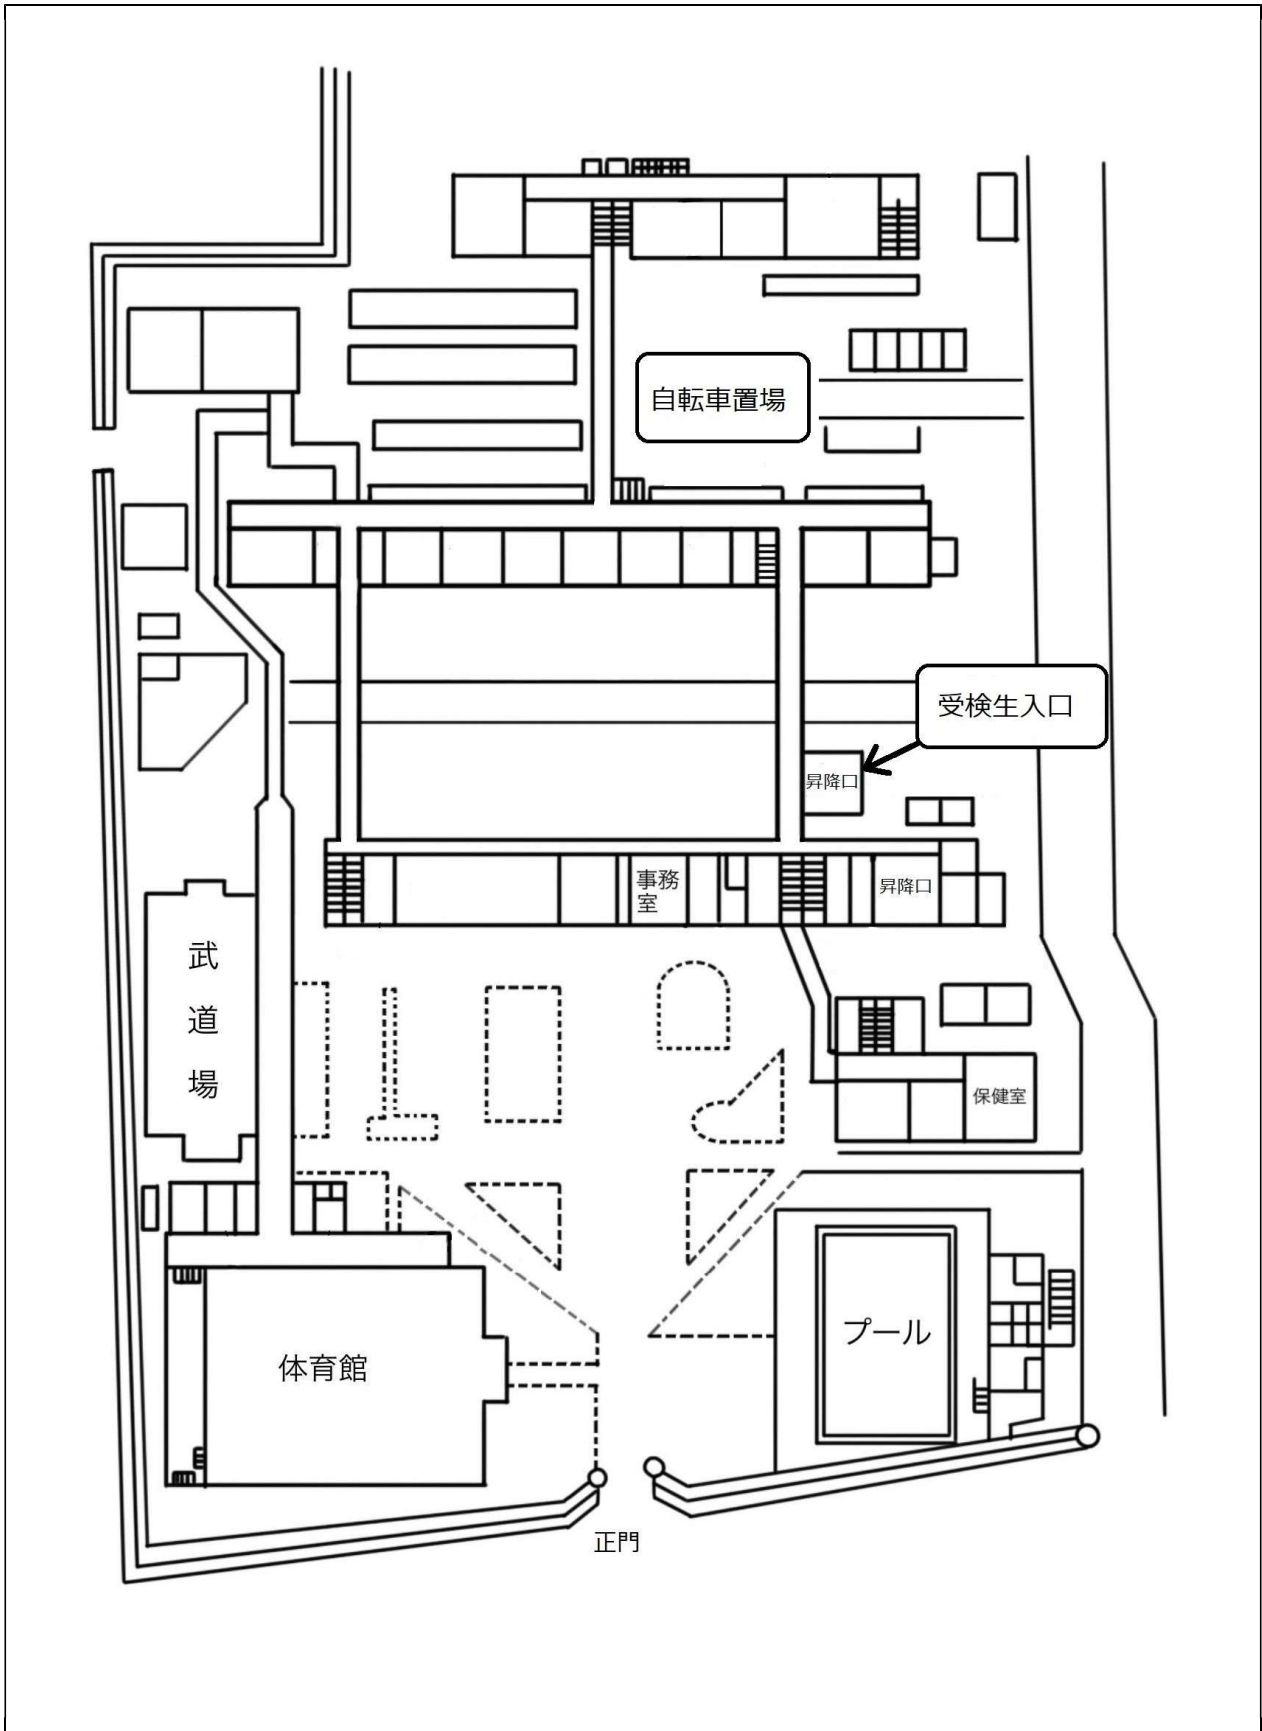 自転車置場
受検生入口
昇降口
事務
室
昇降口
武
道
場
保健室
プール
体育館
正門